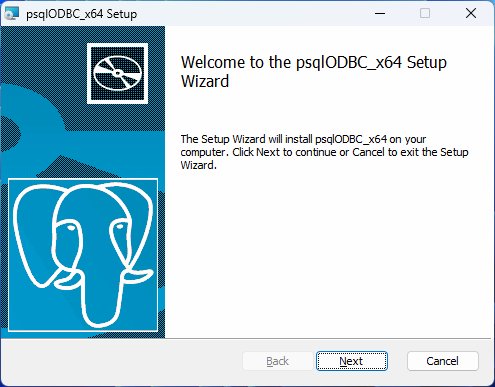 psqlODBC_x64 Setup
Welcome to the psqlODBC_x64 Setup
Wizard
The Setup Wizard will install psqlODBC_x64 on your
computer. Click Next to continue or Cancel to exit the Setup
Wizard.
Back Next Cancel